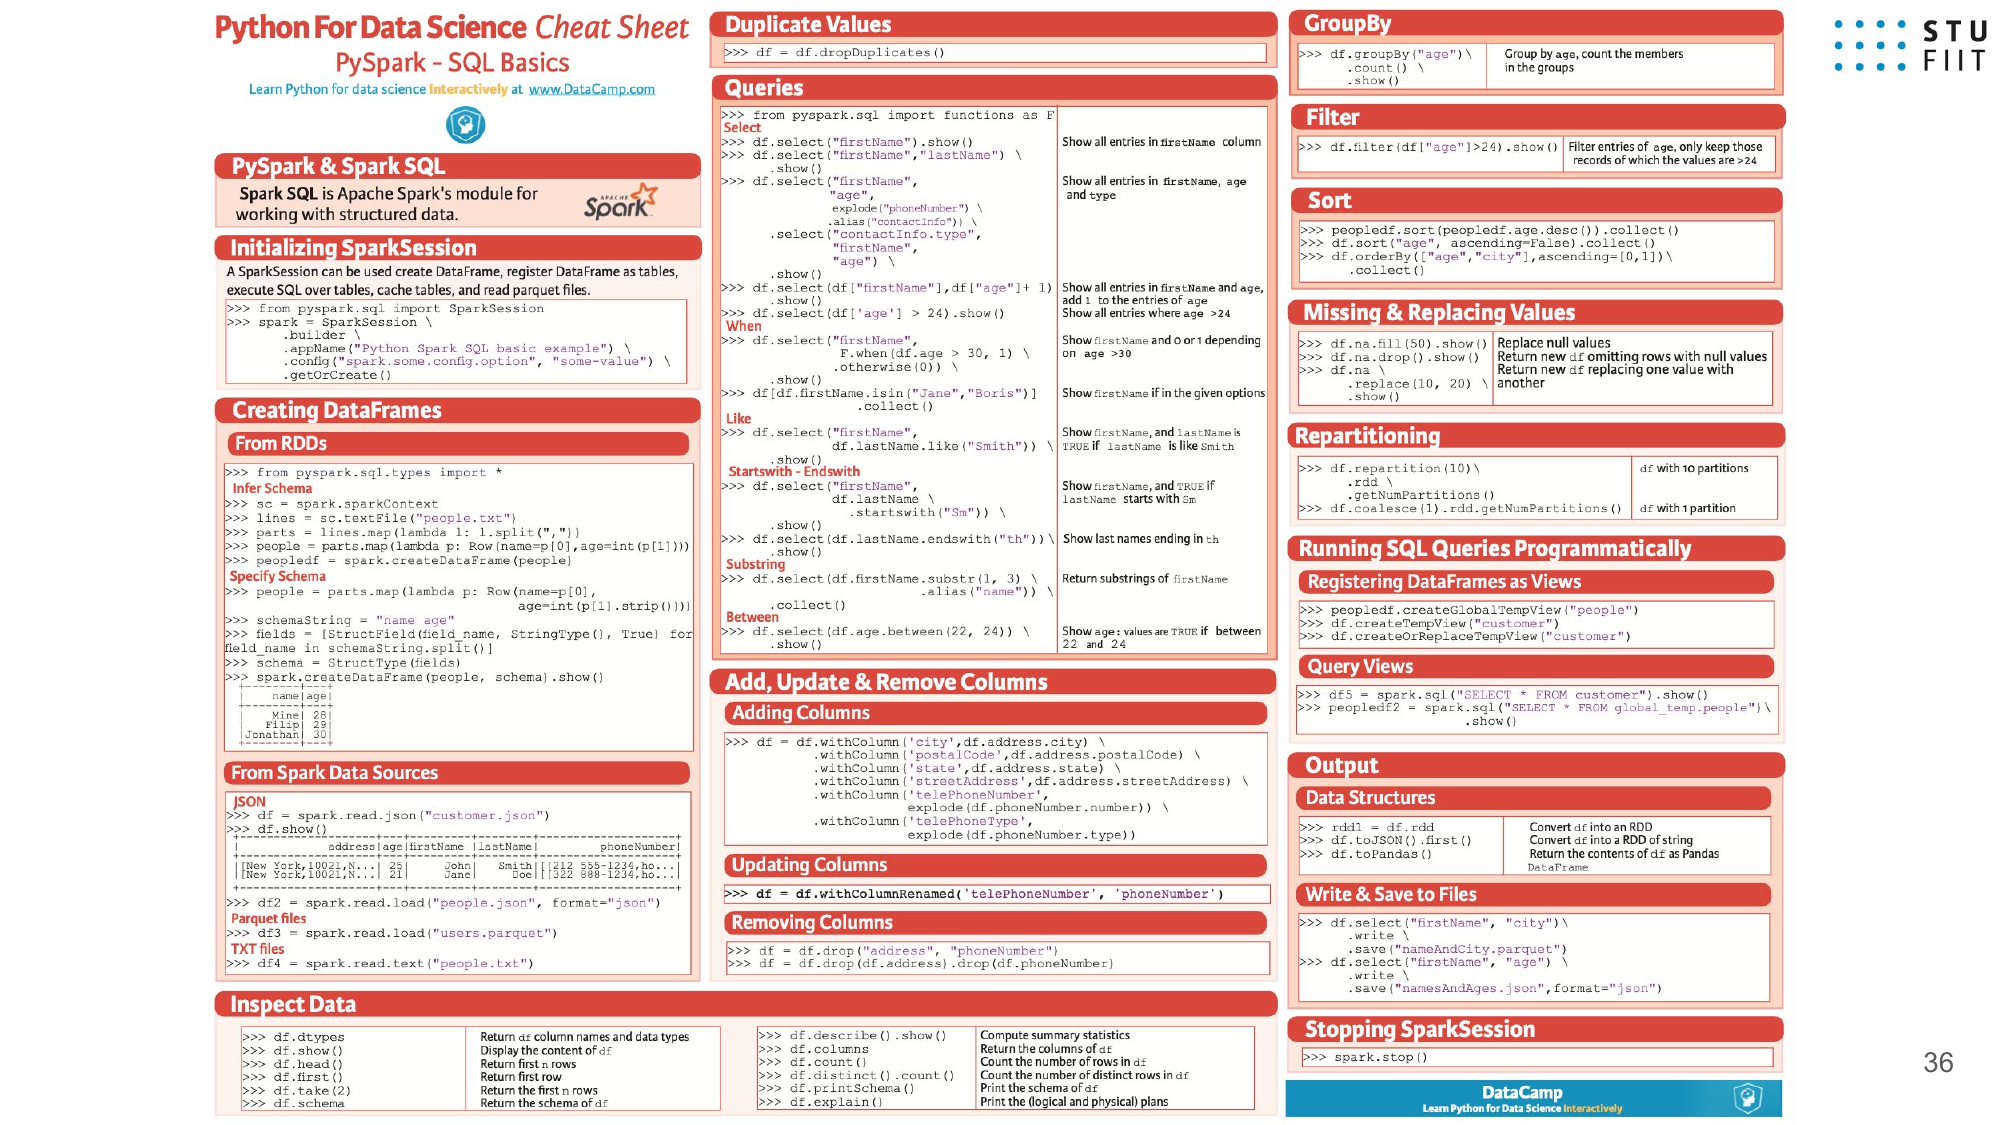 Python For Data Science Cheat Sheet
PySpark - SQL Basics
Learn Python for data science Interactively at www.DataCamp.com
PySpark & Spark SQL
Spark SQL is Apache Spark's module for
working with structured data.
APACHE
Spark
Initializing SparkSession
A SparkSession can be used create DataFrame, register DataFrame as tables,
execute SQL over tables, cache tables, and read parquet files.
>>> from pyspark.sql import SparkSession
>>> spark = SparkSession \
.builder \
.appName("Python Spark SQL basic example") \
.config("spark.some.config.option", "some-value") \
.getOrCreate()
Creating DataFrames
From RDDs
>>> from pyspark.sql.types import *
Infer Schema
>>> sc = spark.sparkContext
>>> lines = sc.textFile("people.txt")
>>> parts = lines.map(lambda l: l.split(","))
>>> people = parts.map(lambda p: Row(name=p[0],age=int(p[1])))
>>> peopledf = spark.createDataFrame(people)
Specify Schema
>>> people = parts.map(lambda p: Row(name=p[0],
age=int(p[1].strip())))
>>> schemaString = "name age"
>>> fields = [StructField(field_name, StringType(), True) for
field_name in schemaString.split()]
>>> schema = StructType(fields)
>>> spark.createDataFrame(people, schema).show()
+--------+---+
| name|age|
+--------+---+
| Mine| 28|
| Filip| 29|
|Jonathan| 30|
+--------+---+
From Spark Data Sources
JSON
>>> df = spark.read.json("customer.json")
>>> df.show()
+--------------------+---+---------+--------+--------------------+
| address|age|firstName |lastName| phoneNumber|
+--------------------+---+---------+--------+--------------------+
|[New York,10021,N...| 25| John| Smith|[[212 555-1234,ho...|
|[New York,10021,N...| 21| Jane| Doe|[[322 888-1234,ho...|
+--------------------+---+---------+--------+--------------------+
>>> df2 = spark.read.load("people.json", format="json")
Parquet files
>>> df3 = spark.read.load("users.parquet")
TXT files
>>> df4 = spark.read.text("people.txt")
Duplicate Values
>>> df = df.dropDuplicates()
Queries
>>> from pyspark.sql import functions as F
Select
>>> df.select("firstName").show() Show all entries in firstName column
>>> df.select("firstName","lastName") \
.show()
>>> df.select("firstName", Show all entries in firstName, age
"age", and type
explode("phoneNumber") \
.alias("contactInfo")) \
.select("contactInfo.type",
"firstName",
"age") \
.show()
>>> df.select(df["firstName"],df["age"]+ 1) Show all entries in firstName and age,
.show() add 1 to the entries of age
>>> df.select(df['age'] > 24).show() Show all entries where age >24
When
>>> df.select("firstName", Show firstName and 0 or 1 depending
F.when(df.age > 30, 1) \ on age >30
.otherwise(0)) \
.show()
>>> df[df.firstName.isin("Jane","Boris")] Show firstName if in the given options
.collect()
Like
>>> df.select("firstName", Show firstName, and lastName is
df.lastName.like("Smith")) \ TRUE if lastName is like Smith
.show()
Startswith - Endswith
>>> df.select("firstName", Show firstName, and TRUE if
df.lastName \ lastName starts with Sm
.startswith("Sm")) \
.show()
>>> df.select(df.lastName.endswith("th"))\ Show last names ending in th
.show()
Substring
>>> df.select(df.firstName.substr(1, 3) \ Return substrings of firstName
.alias("name")) \
.collect()
Between
>>> df.select(df.age.between(22, 24)) \ Show age: values are TRUE if between
.show() 22 and 24
Add, Update & Remove Columns
Adding Columns
>>> df = df.withColumn('city',df.address.city) \
.withColumn('postalCode',df.address.postalCode) \
.withColumn('state',df.address.state) \
.withColumn('streetAddress',df.address.streetAddress) \
.withColumn('telePhoneNumber',
explode(df.phoneNumber.number)) \
.withColumn('telePhoneType',
explode(df.phoneNumber.type))
Updating Columns
>>> df = df.withColumnRenamed('telePhoneNumber', 'phoneNumber')
Removing Columns
>>> df = df.drop("address", "phoneNumber")
>>> df = df.drop(df.address).drop(df.phoneNumber)
Inspect Data
>>> df.dtypes Return df column names and data types
>>> df.show() Display the content of df
>>> df.head() Return first n rows
>>> df.first() Return first row
>>> df.take(2) Return the first n rows
>>> df.schema Return the schema of df
>>> df.describe().show() Compute summary statistics
>>> df.columns Return the columns of df
>>> df.count() Count the number of rows in df
>>> df.distinct().count() Count the number of distinct rows in df
>>> df.printSchema() Print the schema of df
>>> df.explain() Print the (logical and physical) plans
GroupBy
>>> df.groupBy("age")\ Group by age, count the members
.count() \ in the groups
.show()
Filter
>>> df.filter(df["age"]>24).show() Filter entries of age, only keep those
records of which the values are >24
Sort
>>> peopledf.sort(peopledf.age.desc()).collect()
>>> df.sort("age", ascending=False).collect()
>>> df.orderBy(["age","city"],ascending=[0,1])\
.collect()
Missing & Replacing Values
>>> df.na.fill(50).show() Replace null values
>>> df.na.drop().show() Return new df omitting rows with null values
>>> df.na \ Return new df replacing one value with
.replace(10, 20) \ another
.show()
Repartitioning
>>> df.repartition(10)\ df with 10 partitions
.rdd \
.getNumPartitions()
>>> df.coalesce(1).rdd.getNumPartitions() df with 1 partition
Running SQL Queries Programmatically
Registering DataFrames as Views
>>> peopledf.createGlobalTempView("people")
>>> df.createTempView("customer")
>>> df.createOrReplaceTempView("customer")
Query Views
>>> df5 = spark.sql("SELECT * FROM customer").show()
>>> peopledf2 = spark.sql("SELECT * FROM global_temp.people")\
.show()
Output
Data Structures
>>> rdd1 = df.rdd Convert df into an RDD
>>> df.toJSON().first() Convert df into a RDD of string
>>> df.toPandas() Return the contents of df as Pandas
DataFrame
Write & Save to Files
>>> df.select("firstName", "city")\
.write \
.save("nameAndCity.parquet")
>>> df.select("firstName", "age") \
.write \
.save("namesAndAges.json",format="json")
Stopping SparkSession
>>> spark.stop()
DataCamp
Learn Python for Data Science Interactively
STU
FIIT
36